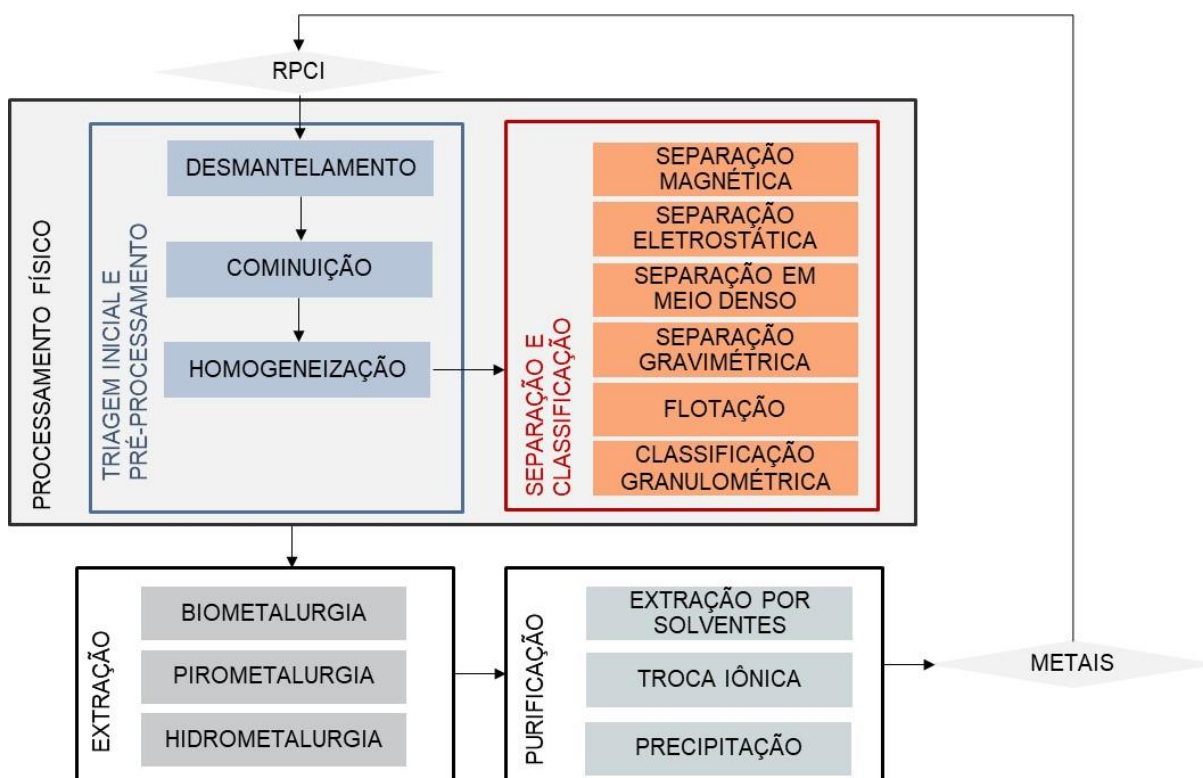 RPCI
PROCESSAMENTO FÍSICO
TRIAGEM INICIAL E
PRÉ-PROCESSAMENTO
DESMANTELAMENTO
COMINUIÇÃO
HOMOGENEIZAÇÃO
SEPARAÇÃO E
CLASSIFICAÇÃO
SEPARAÇÃO
MAGNÉTICA
SEPARAÇÃO
ELETROSTÁTICA
SEPARAÇÃO EM
MEIO DENSO
SEPARAÇÃO
GRAVIMÉTRICA
FLOTAÇÃO
CLASSIFICAÇÃO
GRANULOMÉTRICA
EXTRAÇÃO
BIOMETALURGIA
PIROMETALURGIA
HIDROMETALURGIA
PURIFICAÇÃO
EXTRAÇÃO POR
SOLVENTES
TROCA IÔNICA
PRECIPITAÇÃO
METAIS